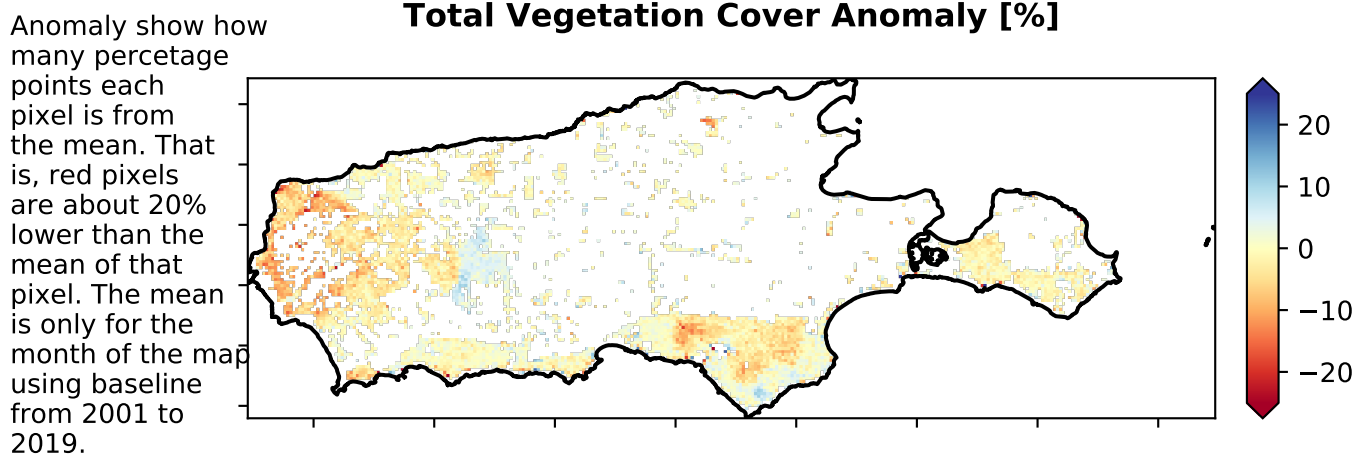 Total Vegetation Cover Anomaly [%]
Anomaly show how
many percetage
points each
pixel is from
the mean. That
is, red pixels
are about 20%
lower than the
mean of that
pixel. The mean
is only for the
month of the map
using baseline
from 2001 to
2019.
20
10
0
−10
−20